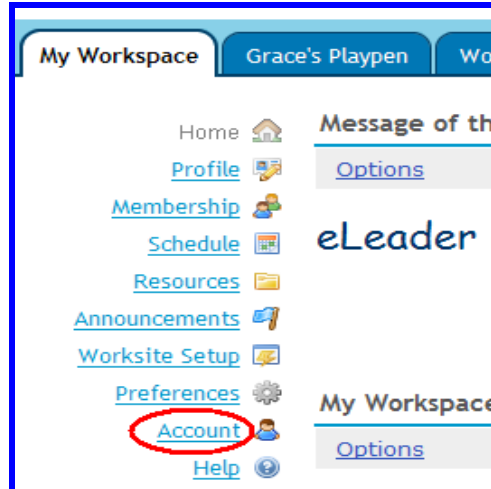 My Workspace
Grace's Playpen
Home
Profile
Membership
Schedule
Resources
Announcements
Worksite Setup
Preferences
Account
Help
Message of
Options
eLeader
My Workspace
Options